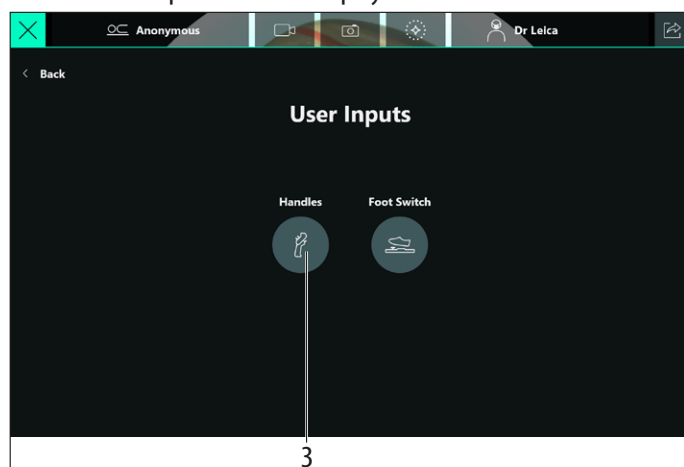 Anonymous
Dr Leica
Back
User Inputs
Handles
Foot Switch
3